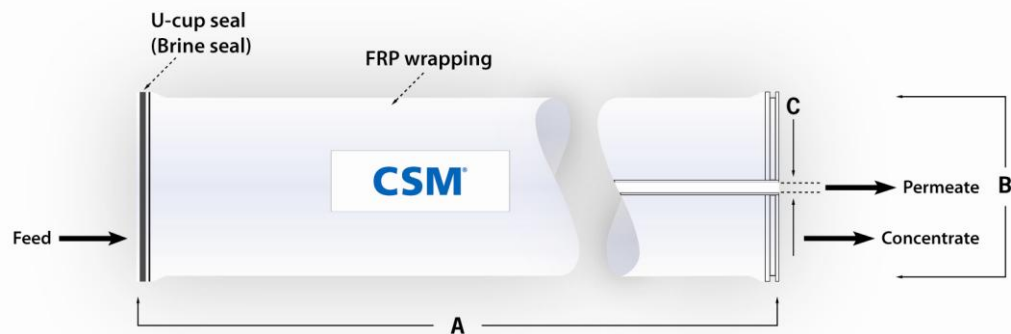 U-cup seal
(Brine seal)
FRP wrapping
C
CSM®
Permeate
B
Feed
Concentrate
A